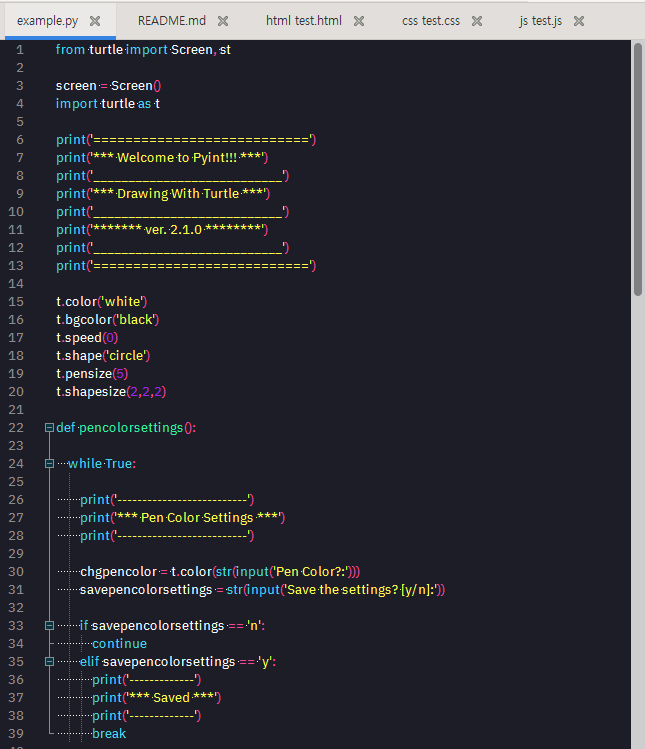 example.py README.md html test.html css test.css js test.js
1 from turtle import Screen, st
2
3 screen = Screen()
4 import turtle as t
5
6 print('===========================')
7 print('*** Welcome to Pyint!!! ***')
8 print('___________________________')
9 print('*** Drawing With Turtle ***')
10 print('___________________________')
11 print('******* ver. 2.1.0 ********')
12 print('___________________________')
13 print('===========================')
14
15 t.color('white')
16 t.bgcolor('black')
17 t.speed(0)
18 t.shape('circle')
19 t.pensize(5)
20 t.shapesize(2,2,2)
21
22 def pencolorsettings():
23
24 while True:
25
26 print('--------------------------')
27 print('*** Pen Color Settings ***')
28 print('--------------------------')
29
30 chgpencolor = t.color(str(input('Pen Color?:')))
31 savepencolorsettings = str(input('Save the settings? [y/n]:'))
32
33 if savepencolorsettings == 'n':
34 continue
35 elif savepencolorsettings == 'y':
36 print('-------------')
37 print('*** Saved ***')
38 print('-------------')
39 break